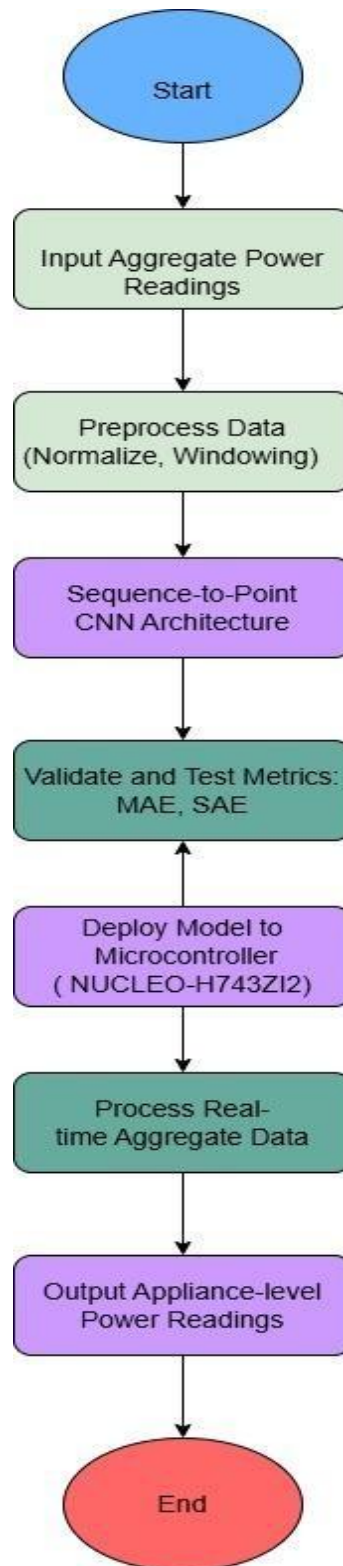 Start
Input Aggregate Power
Readings
Preprocess Data
(Normalize, Windowing)
Sequence-to-Point
CNN Architecture
Validate and Test Metrics:
MAE, SAE
Deploy Model to
Microcontroller
( NUCLEO-H743ZI2)
Process Real-
time Aggregate Data
Output Appliance-level
Power Readings
End